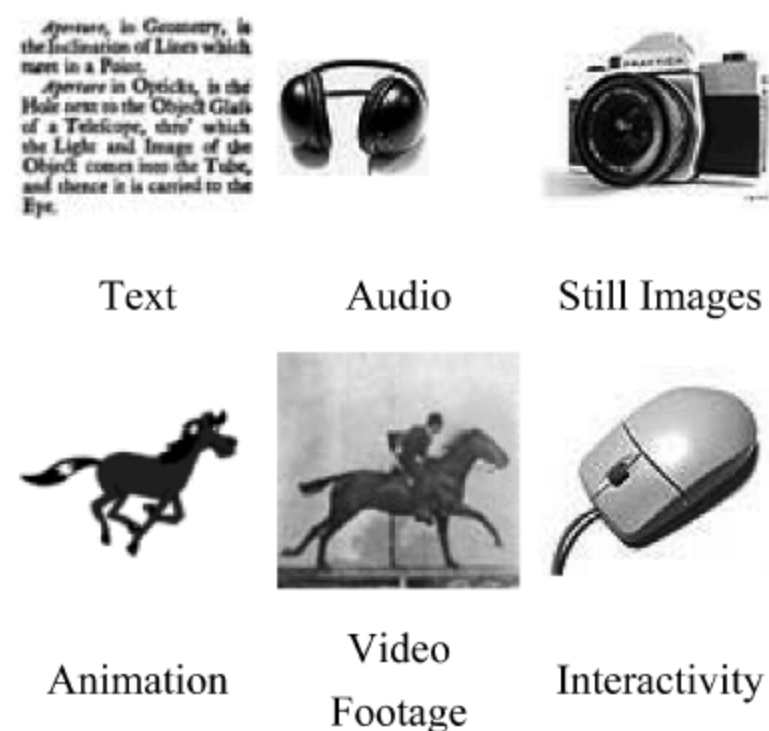 Aperture, in Geometry, is
the Inclination of Lines which
meet in a Point.
Aperture in Opticks, is the
Hole next to the Object Glass
of a Telescope, thro' which
the Light and Image of the
Object comes into the Tube,
and thence it is carried to the
Eye.
PRAKTICA
Text
Audio
Still Images
Animation
Video
Footage
Interactivity